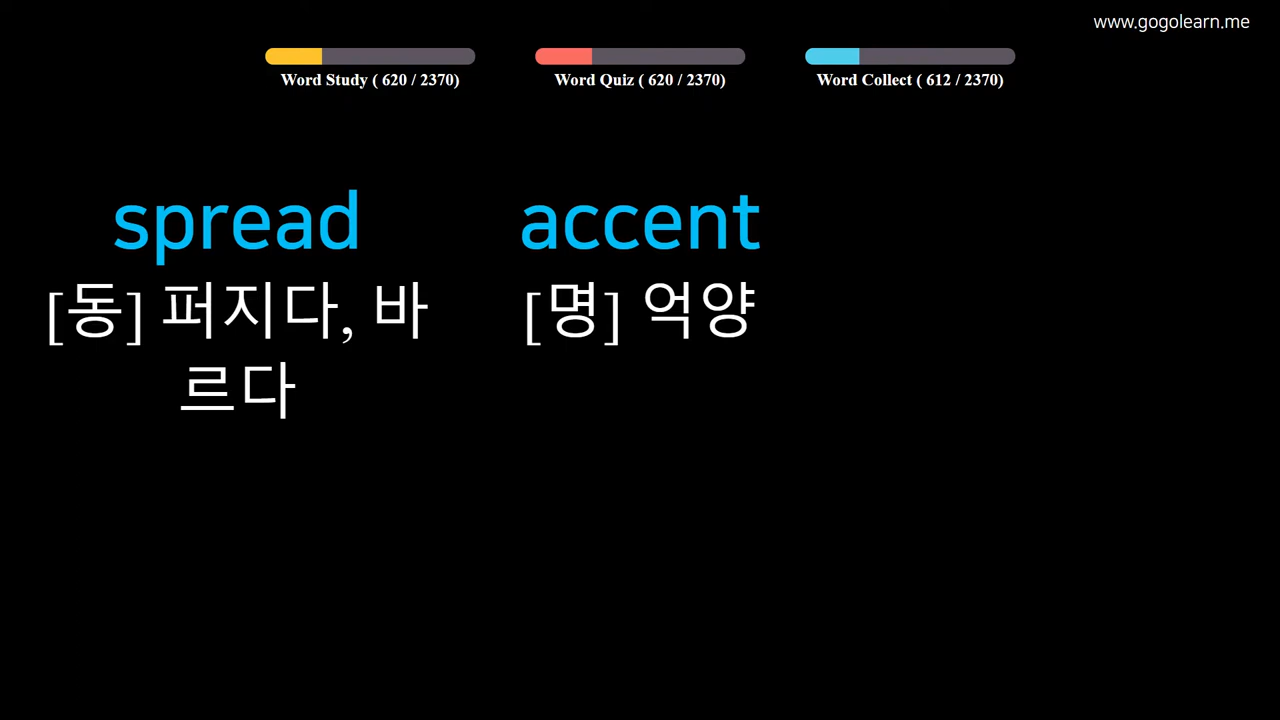 www.gogolearn.me
Word Study ( 620 / 2370)
Word Quiz ( 620 / 2370)
Word Collect ( 612 / 2370)
spread
[동] 퍼지다, 바
르다
accent
[명] 억양